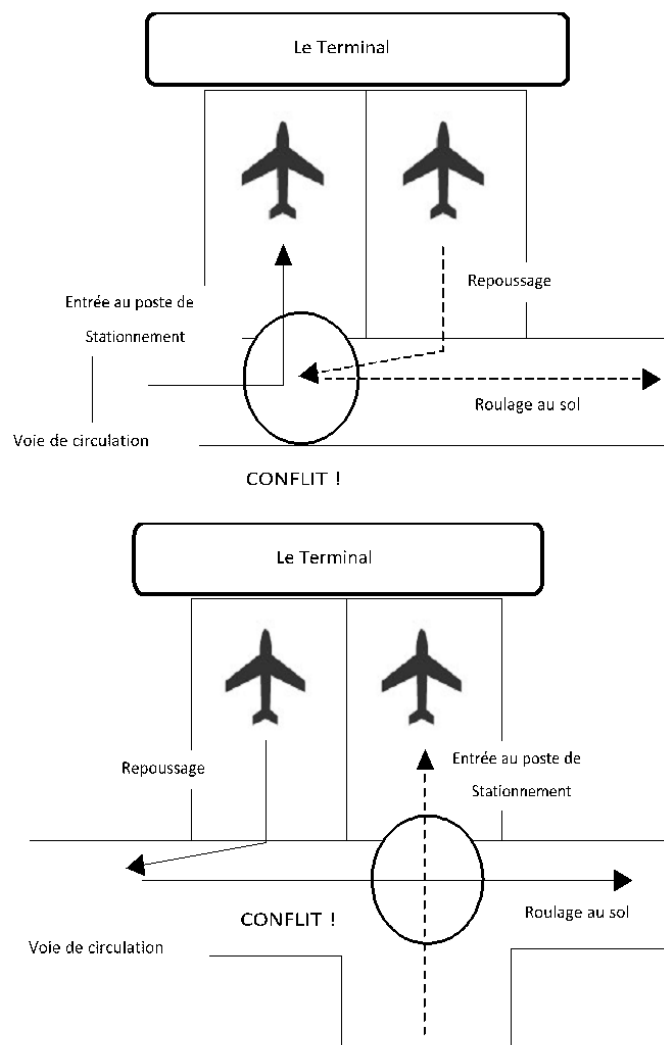 Le Terminal
Repoussage
Entrée au poste de
Stationnement
Roulage au sol
Voie de circulation
CONFLIT !
Le Terminal
Repoussage
Entrée au poste de
Stationnement
Roulage au sol
CONFLIT !
Voie de circulation